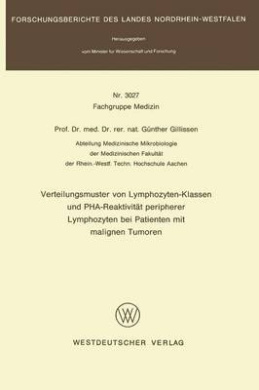 FORSCHUNGSBERICHTE DES LANDES NORDRHEIN-WESTFALEN
Herausgegeben
vom Minister für Wissenschaft und Forschung
Nr. 3027
Fachgruppe Medizin
Prof. Dr. med. Dr. rer. nat. Günther Gillissen
Abteilung Medizinische Mikrobiologie
der Medizinischen Fakultät
der Rhein.-Westf. Techn. Hochschule Aachen
Verteilungsmuster von Lymphozyten-Klassen
und PHA-Reaktivität peripherer
Lymphozyten bei Patienten mit
malignen Tumoren
WESTDEUTSCHER VERLAG